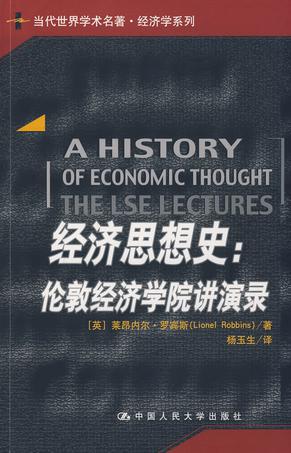 当代世界学术名著·经济学系列
A HISTORY
OF ECONOMIC THOUGHT
THE LSE LECTURES
经济思想史：
伦敦经济学院讲演录
［英］莱昂内尔·罗宾斯(Lionel Robbins)著
杨玉生 译
中国人民大学出版社